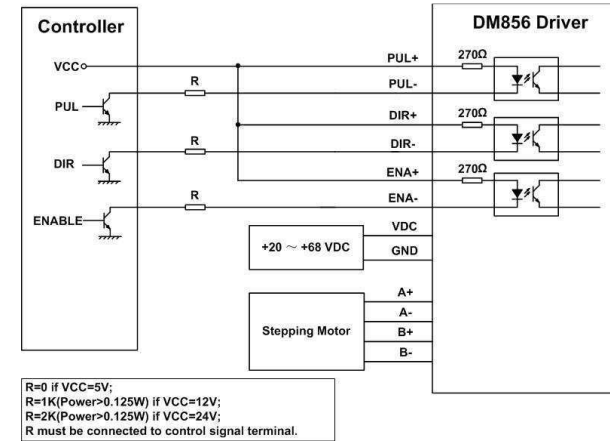 Controller
DM856 Driver
VCC
PUL
DIR
ENABLE
R
R
R
PUL+
PUL-
DIR+
DIR-
ENA+
ENA-
VDC
GND
A+
A-
B+
B-
270Ω
270Ω
270Ω
+20 ～ +68 VDC
Stepping Motor
R=0 if VCC=5V;
R=1K(Power>0.125W) if VCC=12V;
R=2K(Power>0.125W) if VCC=24V;
R must be connected to control signal terminal.